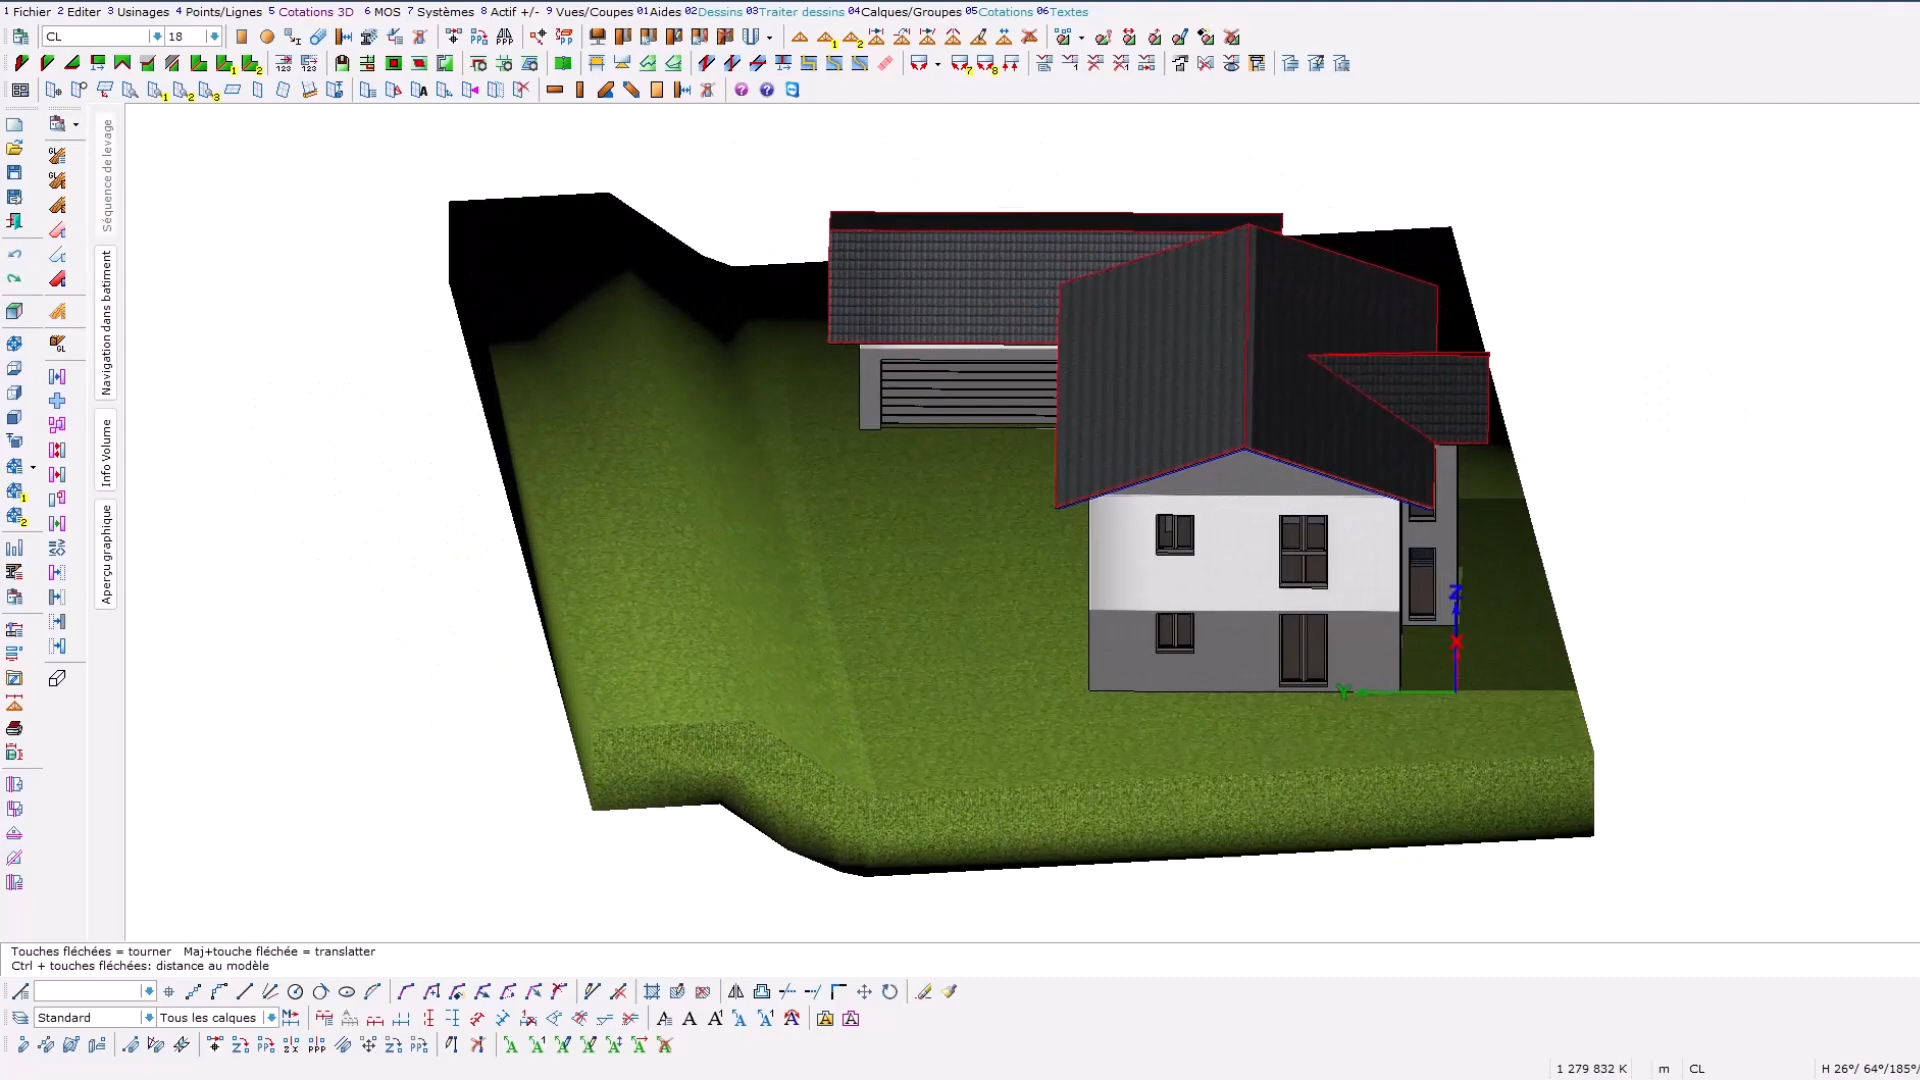 1 Fichier 2 Editer 3 Usinages 4 Points/Lignes 5 Cotations 3D 6 MOS 7 Systèmes 8 Actif +/- 9 Vues/Coupes 01 Aides 02 Dessins 03 Traiter dessins 04 Calques/Groupes 05 Cotations 06 Textes
CL 18
Séquence de levage
Navigation dans batiment
Info Volume
Aperçu graphique
Z
X
Y
Touches fléchées = tourner Maj+touche fléchée = translatter
Ctrl + touches fléchées: distance au modèle
Standard Tous les calques
1 279 832 K m CL H 26°/ 64°/185°/